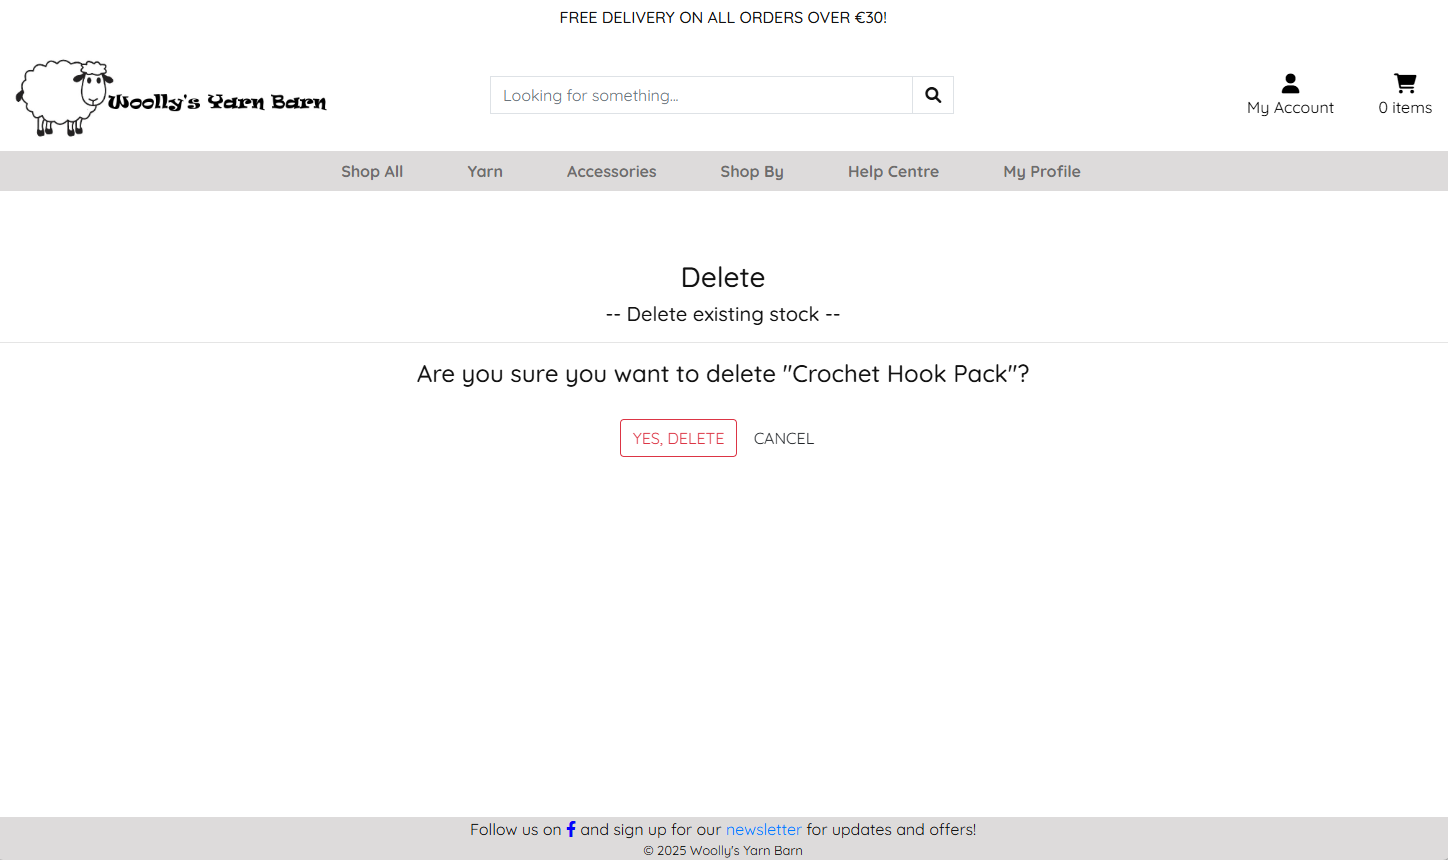 FREE DELIVERY ON ALL ORDERS OVER €30!
Woolly's Yarn Barn
Looking for something...
My Account
0 items
Shop All
Yarn
Accessories
Shop By
Help Centre
My Profile
Delete
-- Delete existing stock --
Are you sure you want to delete "Crochet Hook Pack"?
YES, DELETE
CANCEL
Follow us on and sign up for our newsletter for updates and offers!
© 2025 Woolly's Yarn Barn